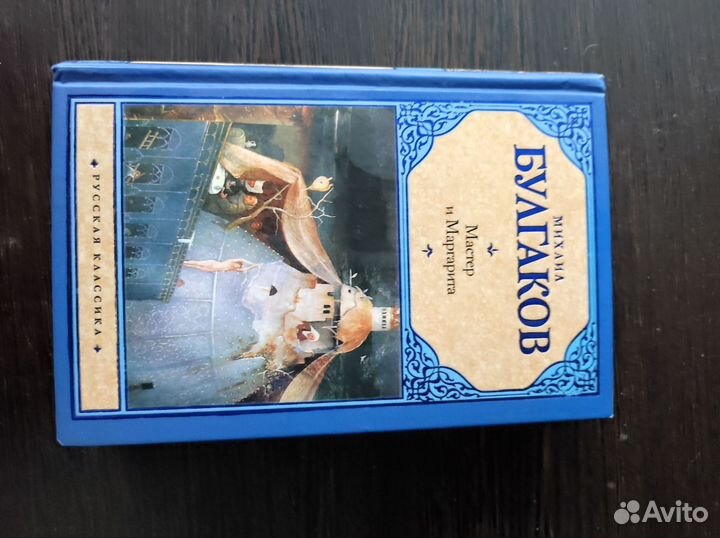 МИХАИЛ
БУЛГАКОВ
Мастер
и Маргарита
РУССКАЯ КЛАССИКА
Avito